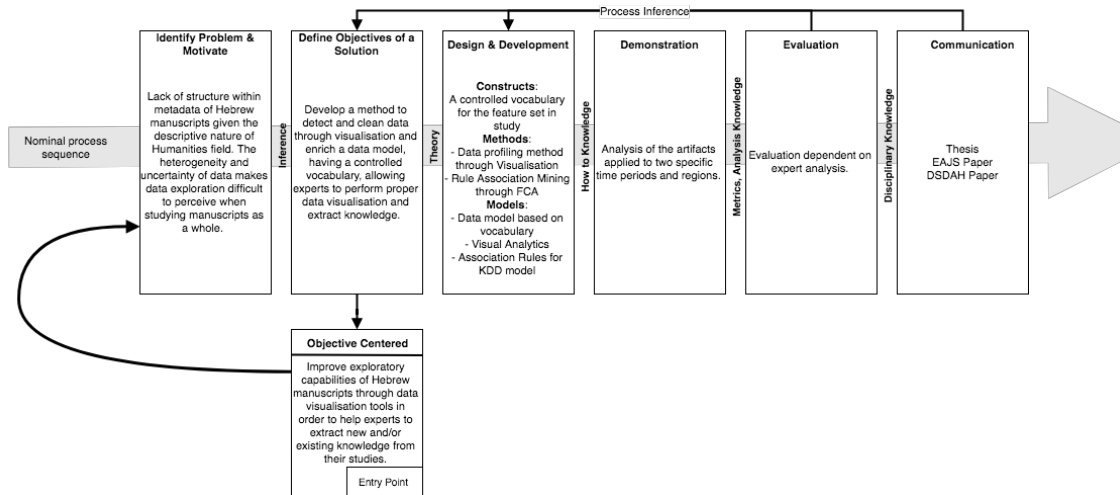 Process Inference
Nominal process
sequence
Identify Problem &
Motivate
Lack of structure within
metadata of Hebrew
manuscripts given the
descriptive nature of
Humanities field. The
heterogeneity and
uncertainty of data makes
data exploration difficult
to perceive when
studying manuscripts as
a whole.
Inference
Define Objectives of a
Solution
Develop a method to
detect and clean data
through visualisation and
enrich a data model,
having a controlled
vocabulary, allowing
experts to perform proper
data visualisation and
extract knowledge.
Theory
Design & Development
Constructs:
A controlled vocabulary
for the feature set in
study
Methods:
- Data profiling method
through Visualisation
- Rule Association Mining
through FCA
Models:
- Data model based on
vocabulary
- Visual Analytics
- Association Rules for
KDD model
How to Knowledge
Demonstration
Analysis of the artifacts
applied to two specific
time periods and regions.
Metrics, Analysis Knowledge
Evaluation
Evaluation dependent on
expert analysis.
Disciplinary Knowledge
Communication
Thesis
EAJS Paper
DSDAH Paper
Objective Centered
Improve exploratory
capabilities of Hebrew
manuscripts through data
visualisation tools in
order to help experts to
extract new and/or
existing knowledge from
their studies.
Entry Point